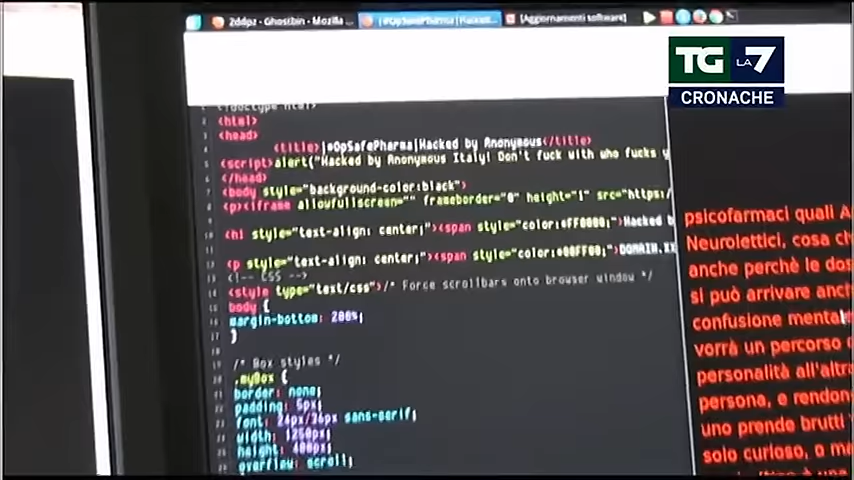 2ddpz - Ghostbin - Mozilla ...
[Aggiornamenti software]
TG LA 7
CRONACHE
<!doctype html>
<html>
<head>
<title>|#OpSafePharma|Hacked by Anonymous</title>
<script>alert("Hacked by Anonymous Italy! Don't fuck with who fucks y
</head>
<body style="background-color:black">
<p><iframe allowfullscreen="" frameborder="0" height="1" src="https:/
<h1 style="text-align: center;"><span style="color:#FF0000;">Hacked b
<p style="text-align: center;"><span style="color:#00FF00;">DOMAIN.XX
<!-- CSS -->
<style type="text/css">/* Force scrollbars onto browser window */
body {
margin-bottom: 200%;
}
/* Box styles */
.myBox {
border: none;
padding: 5px;
font: 24px/36px sans-serif;
width: 1250px;
height: 400px;
overflow: scroll;
psicofarmaci quali A
Neurolettici, cosa ch
anche perchè le dos
si può arrivare anch
confusione mental
vorrà un percorso
personalità all'altra
persona, e rendon
uno prende brutti
solo curioso, o ma